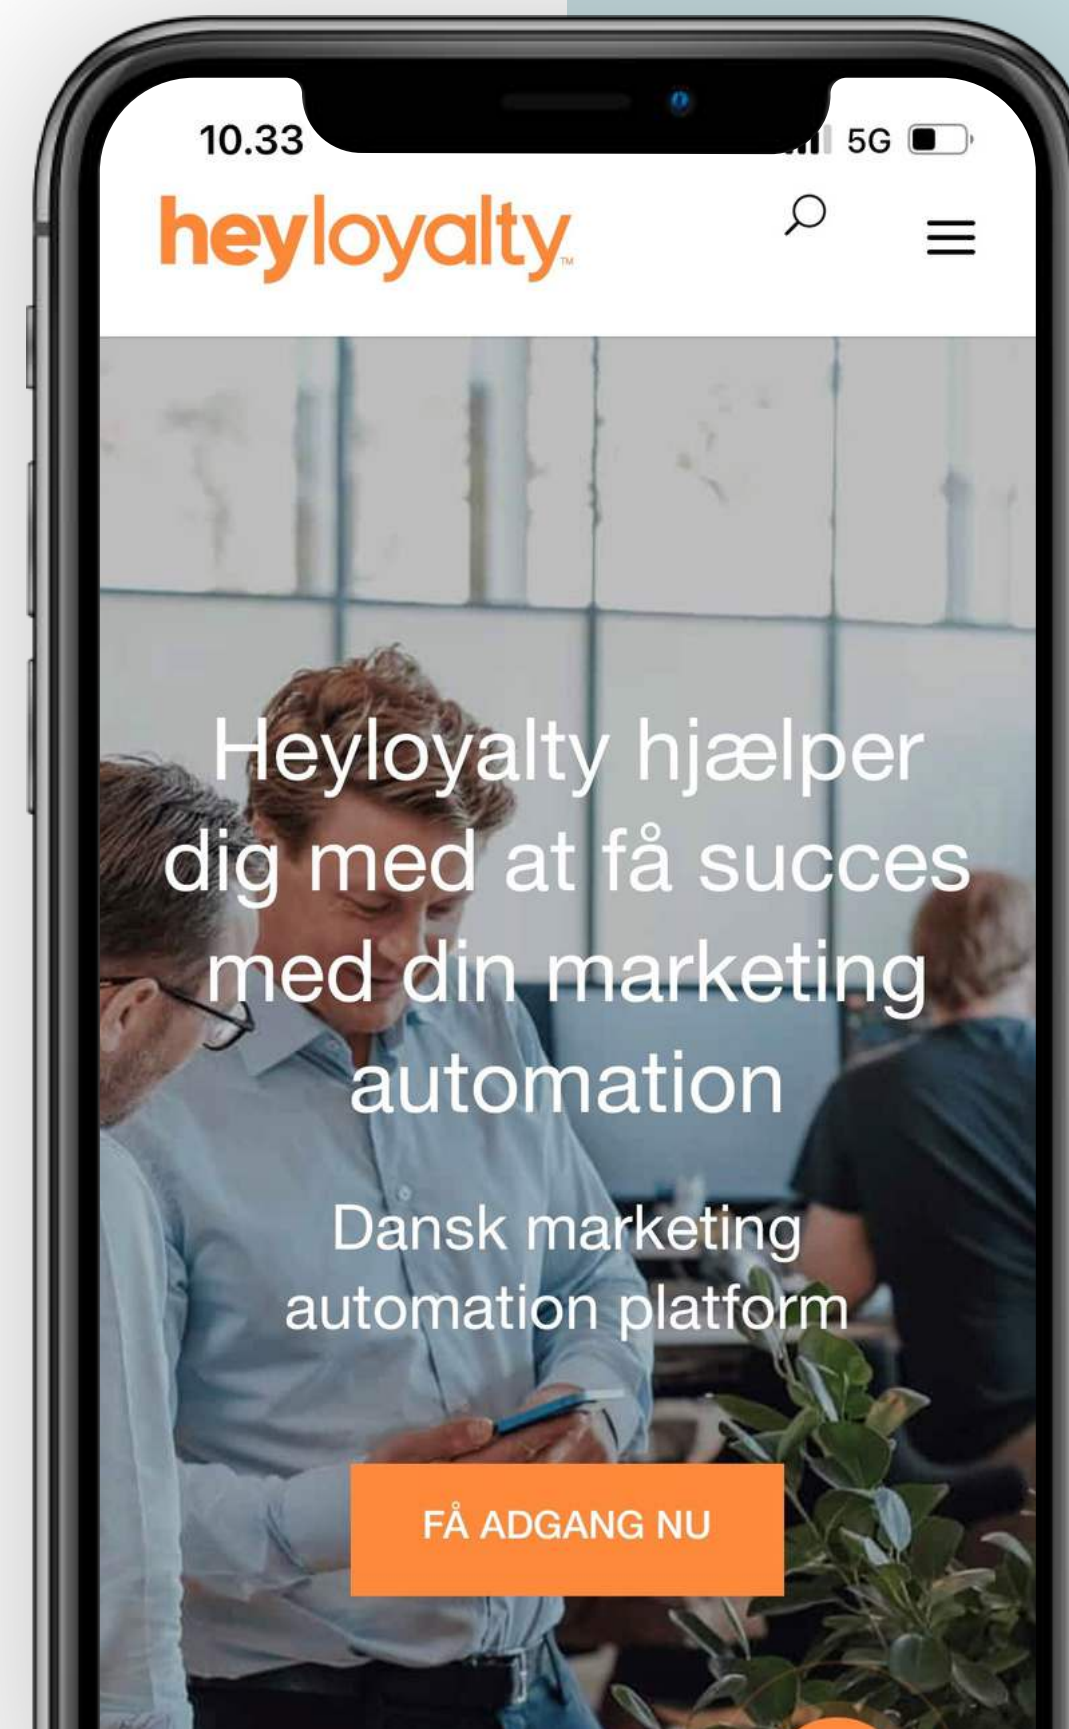 10.33
5G
heyloyalty™
Heyloyalty hjælper
dig med at få succes
med din marketing
automation
Dansk marketing
automation platform
FÅ ADGANG NU